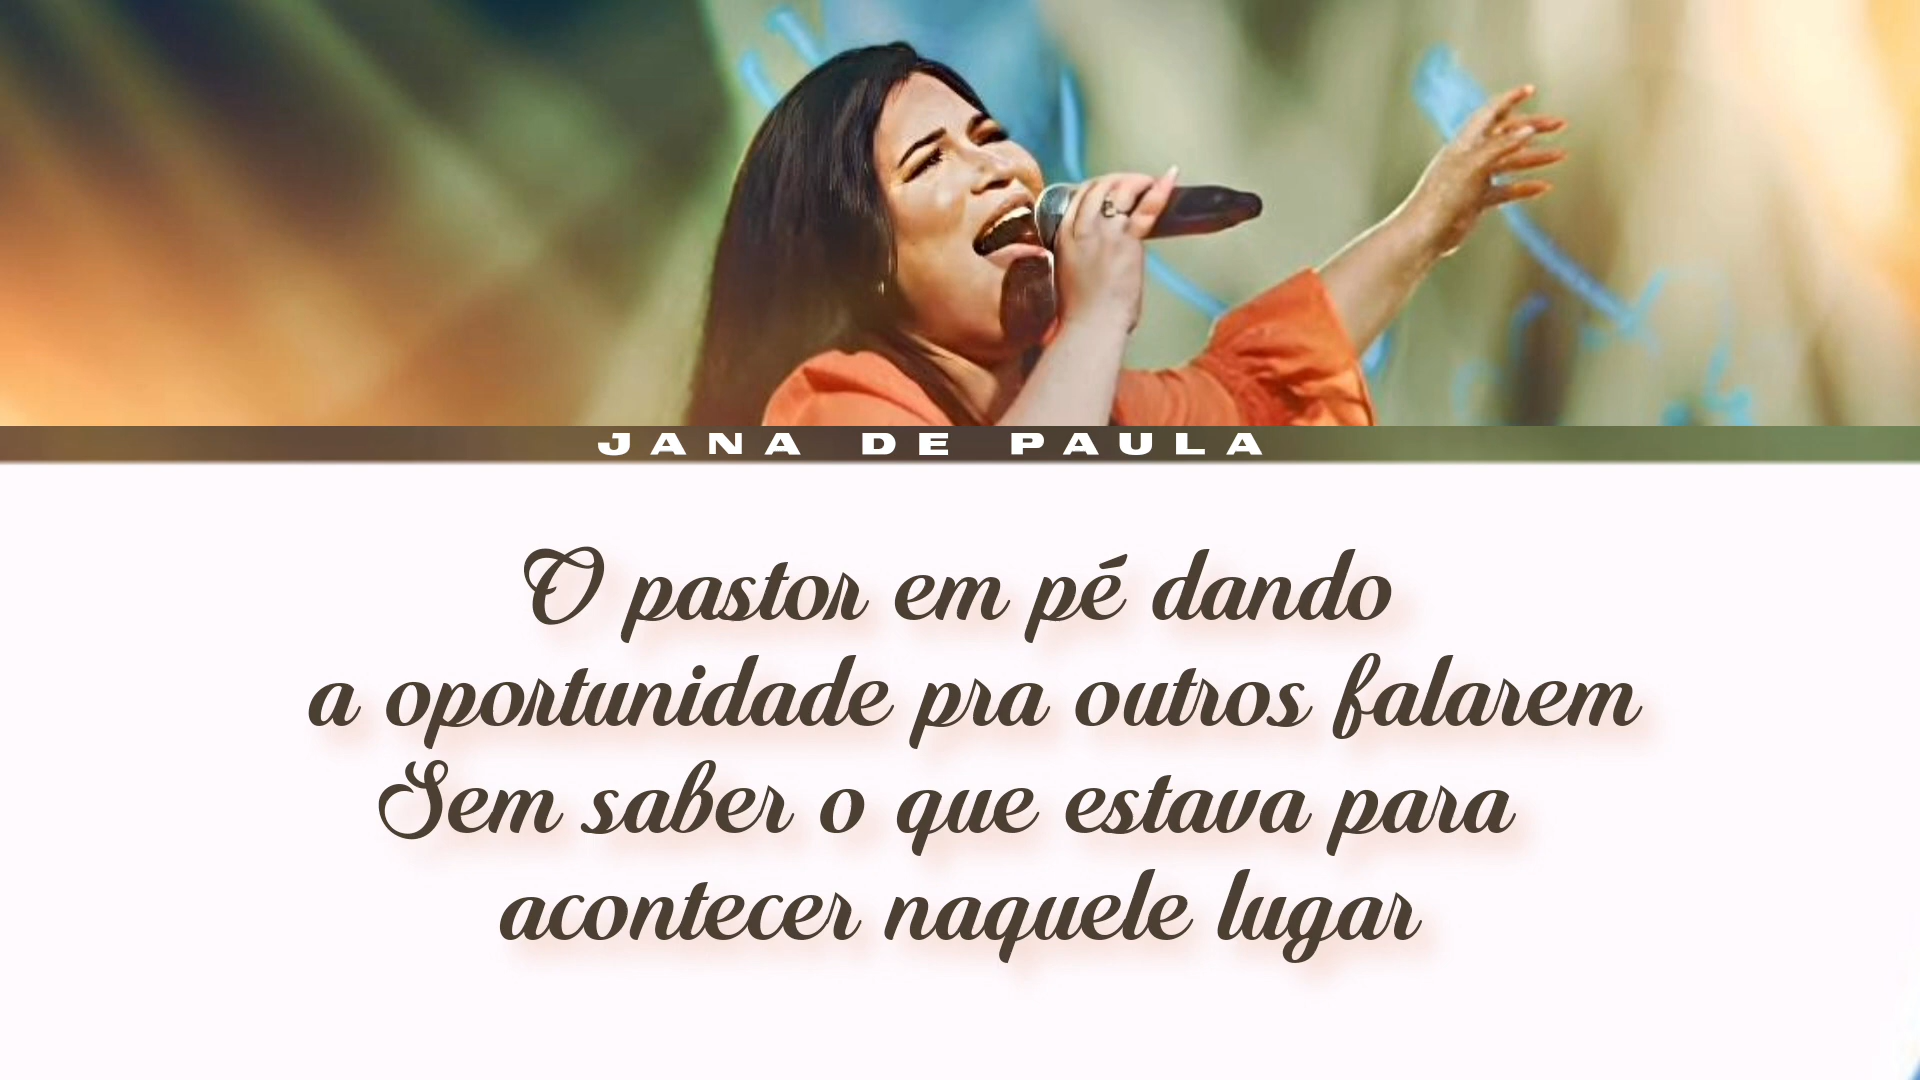 JANA DE PAULA
O pastor em pé dando
a oportunidade pra outros falarem
Sem saber o que estava para
acontecer naquele lugar